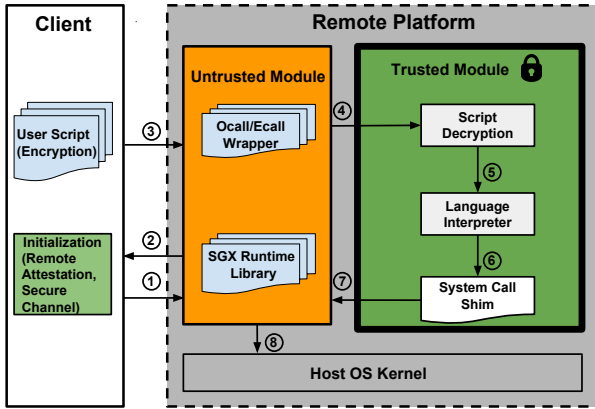 Client
Remote Platform
Untrusted Module
Trusted Module
User Script
(Encryption)
③
Ocall/Ecall
Wrapper
④
Script
Decryption
⑤
Language
Interpreter
Initialization
(Remote
Attestation,
Secure
Channel)
②
①
SGX Runtime
Library
⑥
⑦
System Call
Shim
⑧
Host OS Kernel